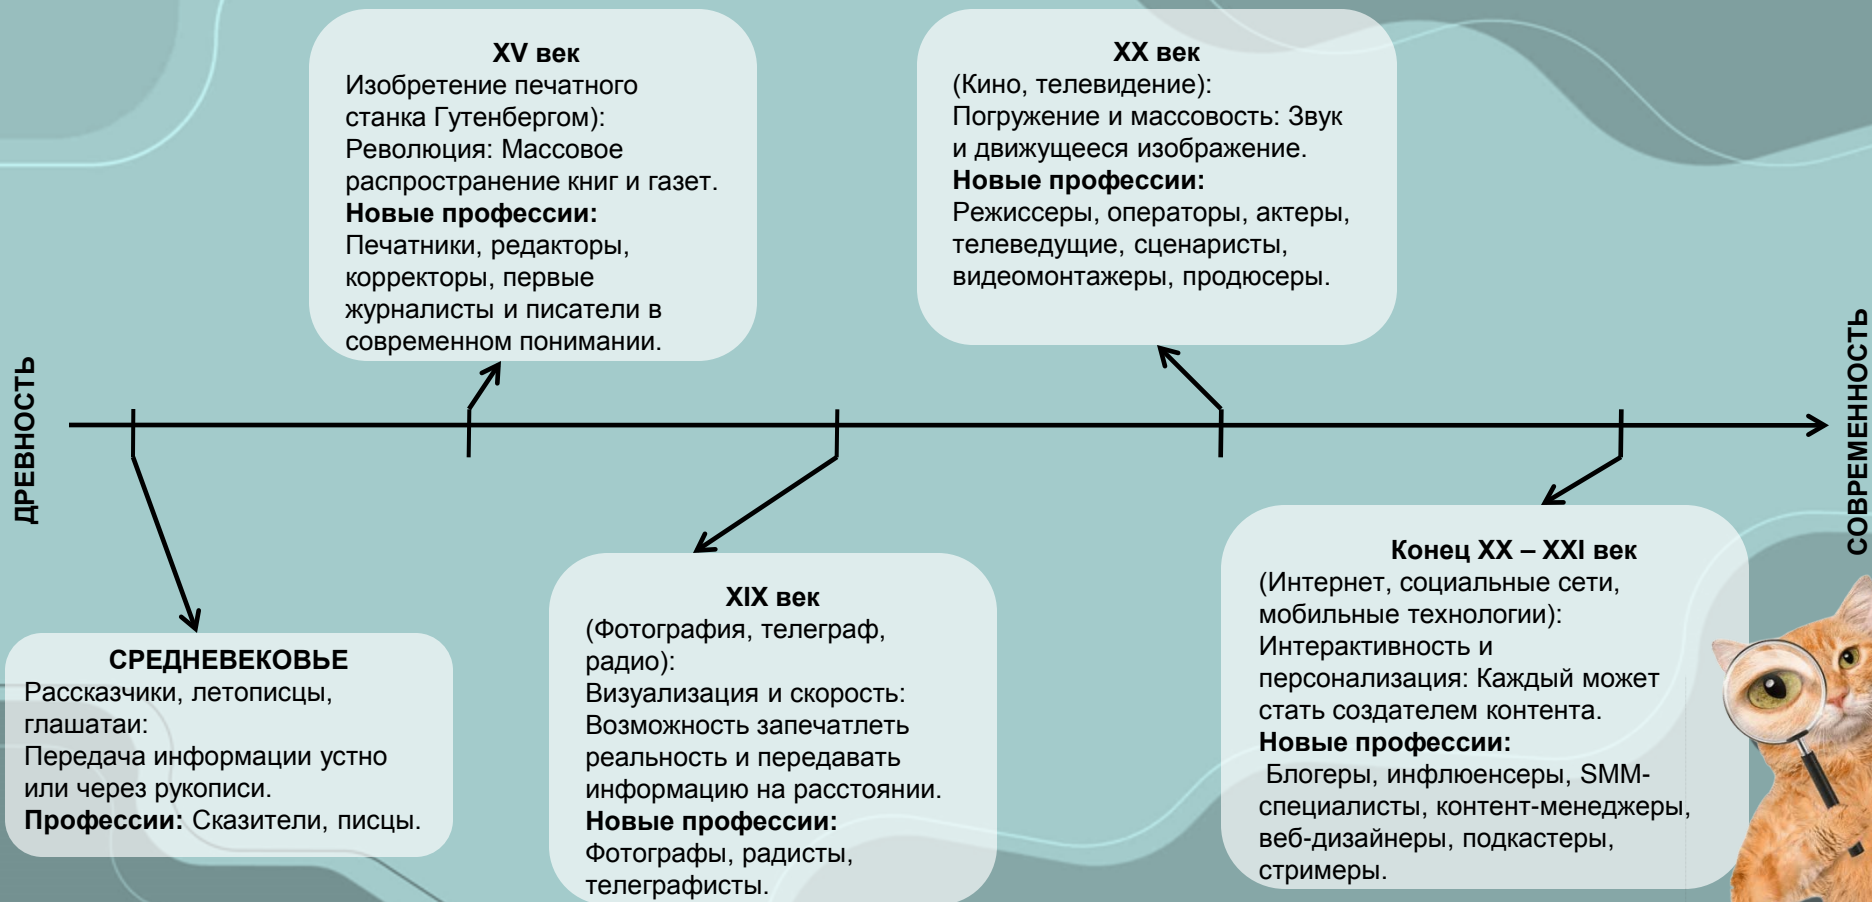 XV век
Изобретение печатного
станка Гутенбергом):
Революция: Массовое
распространение книг и газет.
Новые профессии:
Печатники, редакторы,
корректоры, первые
журналисты и писатели в
современном понимании.
XX век
(Кино, телевидение):
Погружение и массовость: Звук
и движущееся изображение.
Новые профессии:
Режиссеры, операторы, актеры,
телеведущие, сценаристы,
видеомонтажеры, продюсеры.
ДРЕВНОСТЬ
СОВРЕМЕННОСТЬ
СРЕДНЕВЕКОВЬЕ
Рассказчики, летописцы,
глашатаи:
Передача информации устно
или через рукописи.
Профессии: Сказители, писцы.
XIX век
(Фотография, телеграф,
радио):
Визуализация и скорость:
Возможность запечатлеть
реальность и передавать
информацию на расстоянии.
Новые профессии:
Фотографы, радисты,
телеграфисты.
Конец XX – XXI век
(Интернет, социальные сети,
мобильные технологии):
Интерактивность и
персонализация: Каждый может
стать создателем контента.
Новые профессии:
Блогеры, инфлюенсеры, SMM-
специалисты, контент-менеджеры,
веб-дизайнеры, подкастеры,
стримеры.